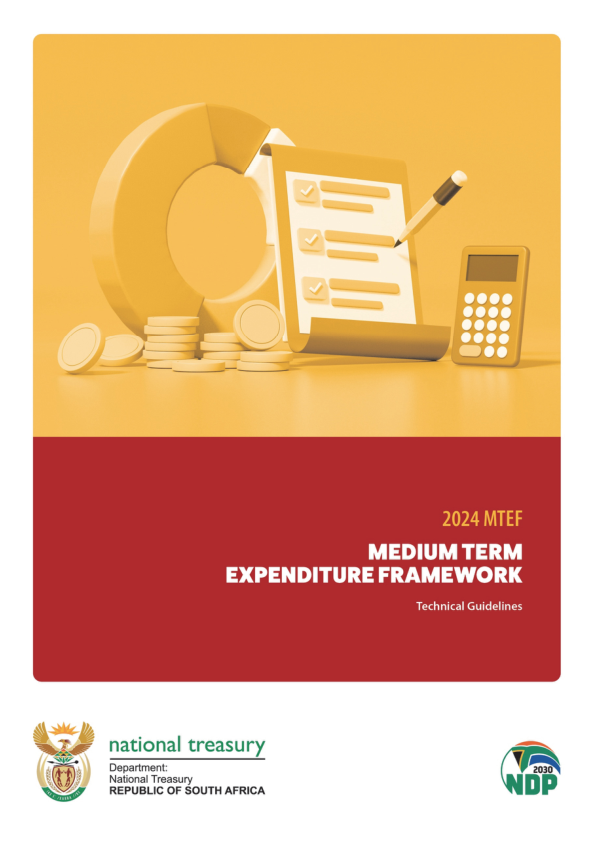 2024 MTEF
MEDIUM TERM
EXPENDITURE FRAMEWORK
Technical Guidelines
national treasury
Department:
National Treasury
REPUBLIC OF SOUTH AFRICA
2030
NDP